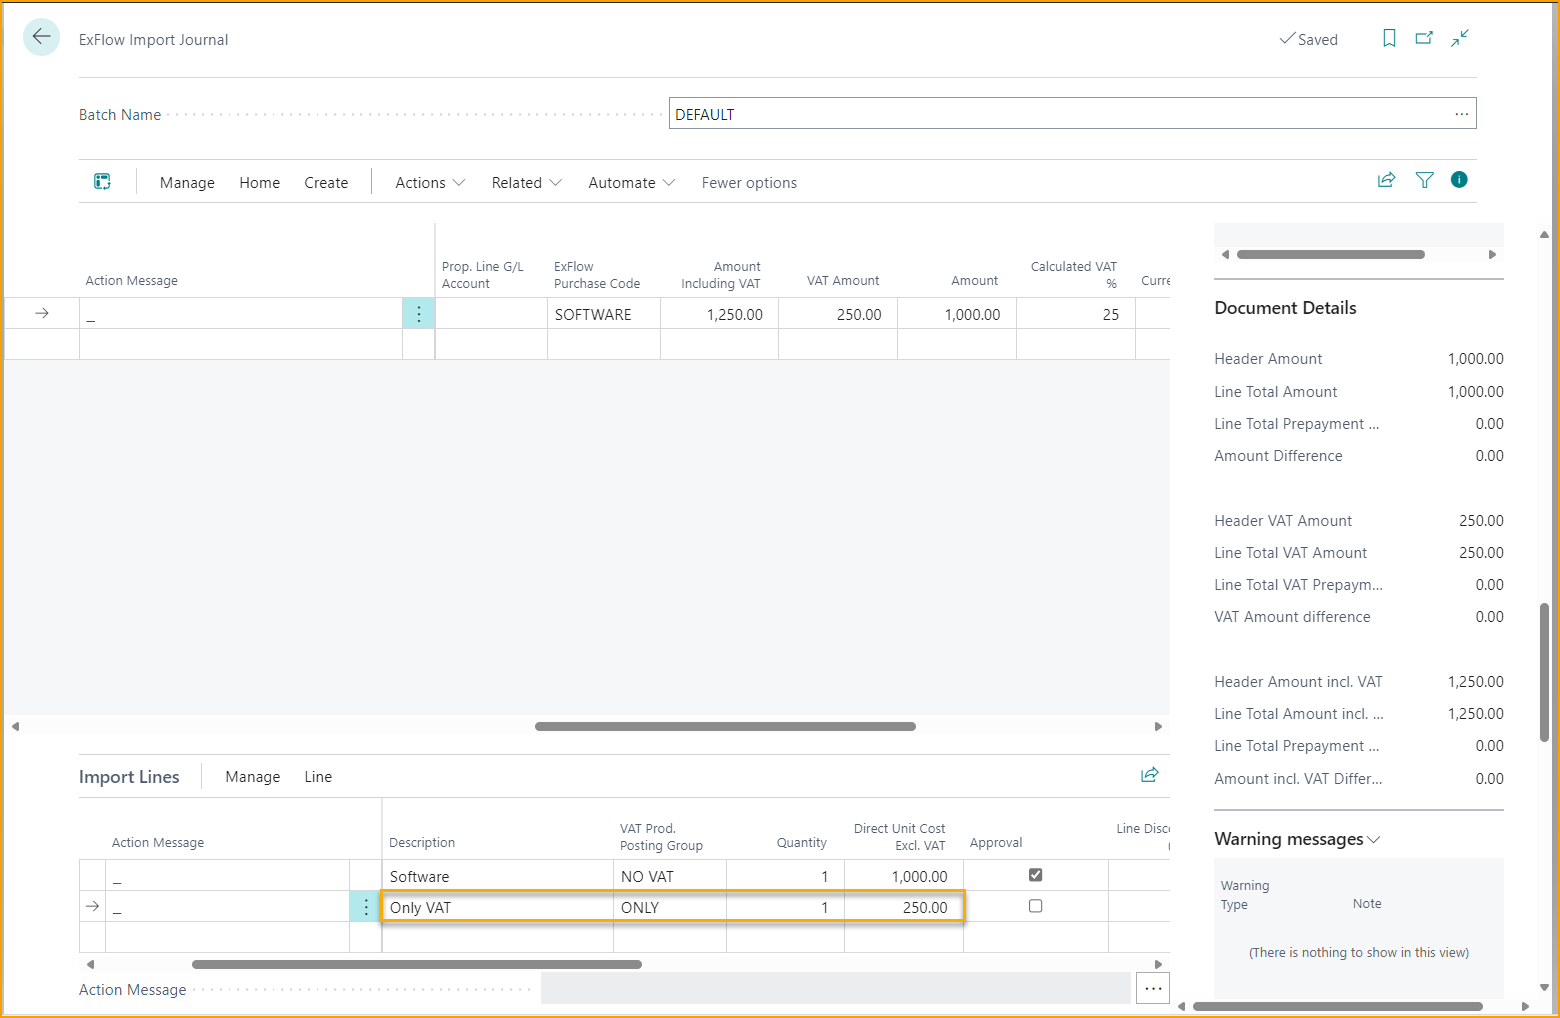 ExFlow Import Journal
Saved
Batch Name
DEFAULT
Manage Home Create Actions Related Automate Fewer options
Action Message
Prop. Line G/L Account
ExFlow Purchase Code
Amount Including VAT
VAT Amount
Amount
Calculated VAT %
Curre
_ SOFTWARE 1,250.00 250.00 1,000.00 25
_
Document Details
Header Amount 1,000.00
Line Total Amount 1,000.00
Line Total Prepayment ... 0.00
Amount Difference 0.00
Header VAT Amount 250.00
Line Total VAT Amount 250.00
Line Total VAT Prepaym... 0.00
VAT Amount difference 0.00
Header Amount incl. VAT 1,250.00
Line Total Amount incl. ... 1,250.00
Line Total Prepayment ... 0.00
Amount incl. VAT Differ... 0.00
Import Lines Manage Line
Action Message
Description
VAT Prod. Posting Group
Quantity
Direct Unit Cost Excl. VAT
Approval
Line Disc
_ Software NO VAT 1 1,000.00
_ Only VAT ONLY 1 250.00
Action Message
Warning messages
Warning Type
Note
(There is nothing to show in this view)